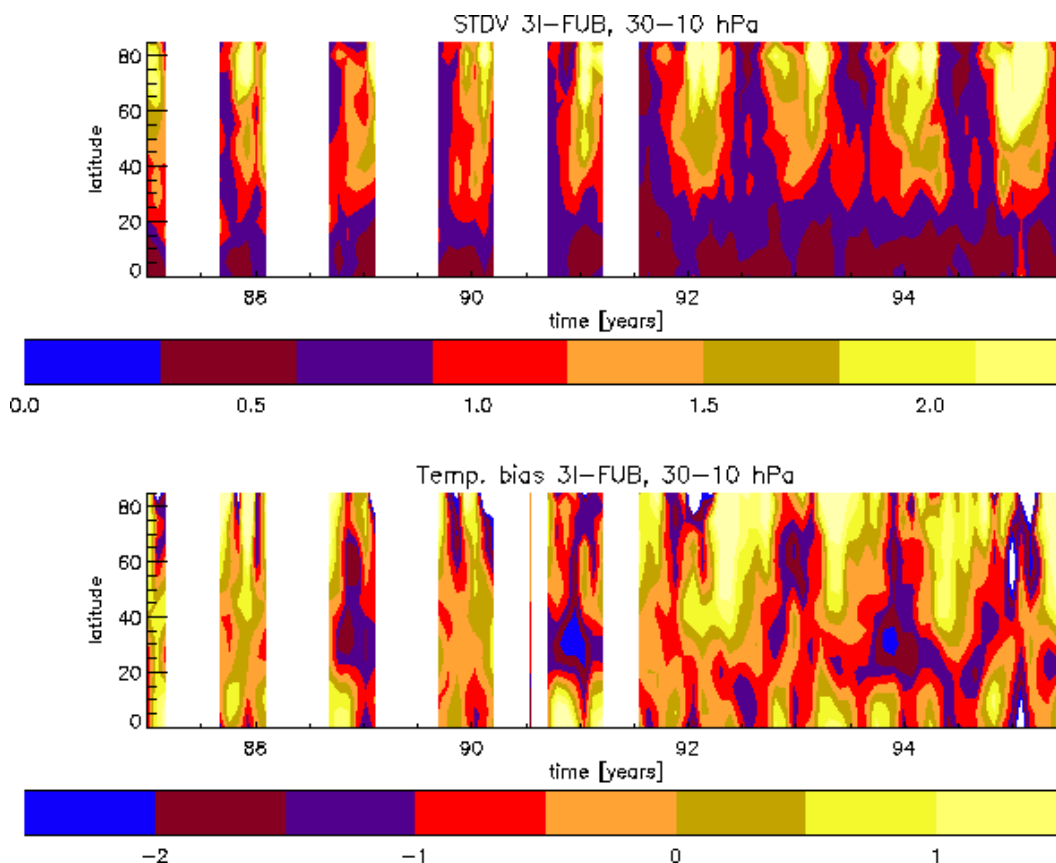 STDV 3I-FUB, 30-10 hPa
80
60
40
20
0
latitude
88 90 92 94
time [years]
0.0 0.5 1.0 1.5 2.0
Temp. bias 3I-FUB, 30-10 hPa
80
60
40
20
0
latitude
88 90 92 94
time [years]
-2 -1 0 1